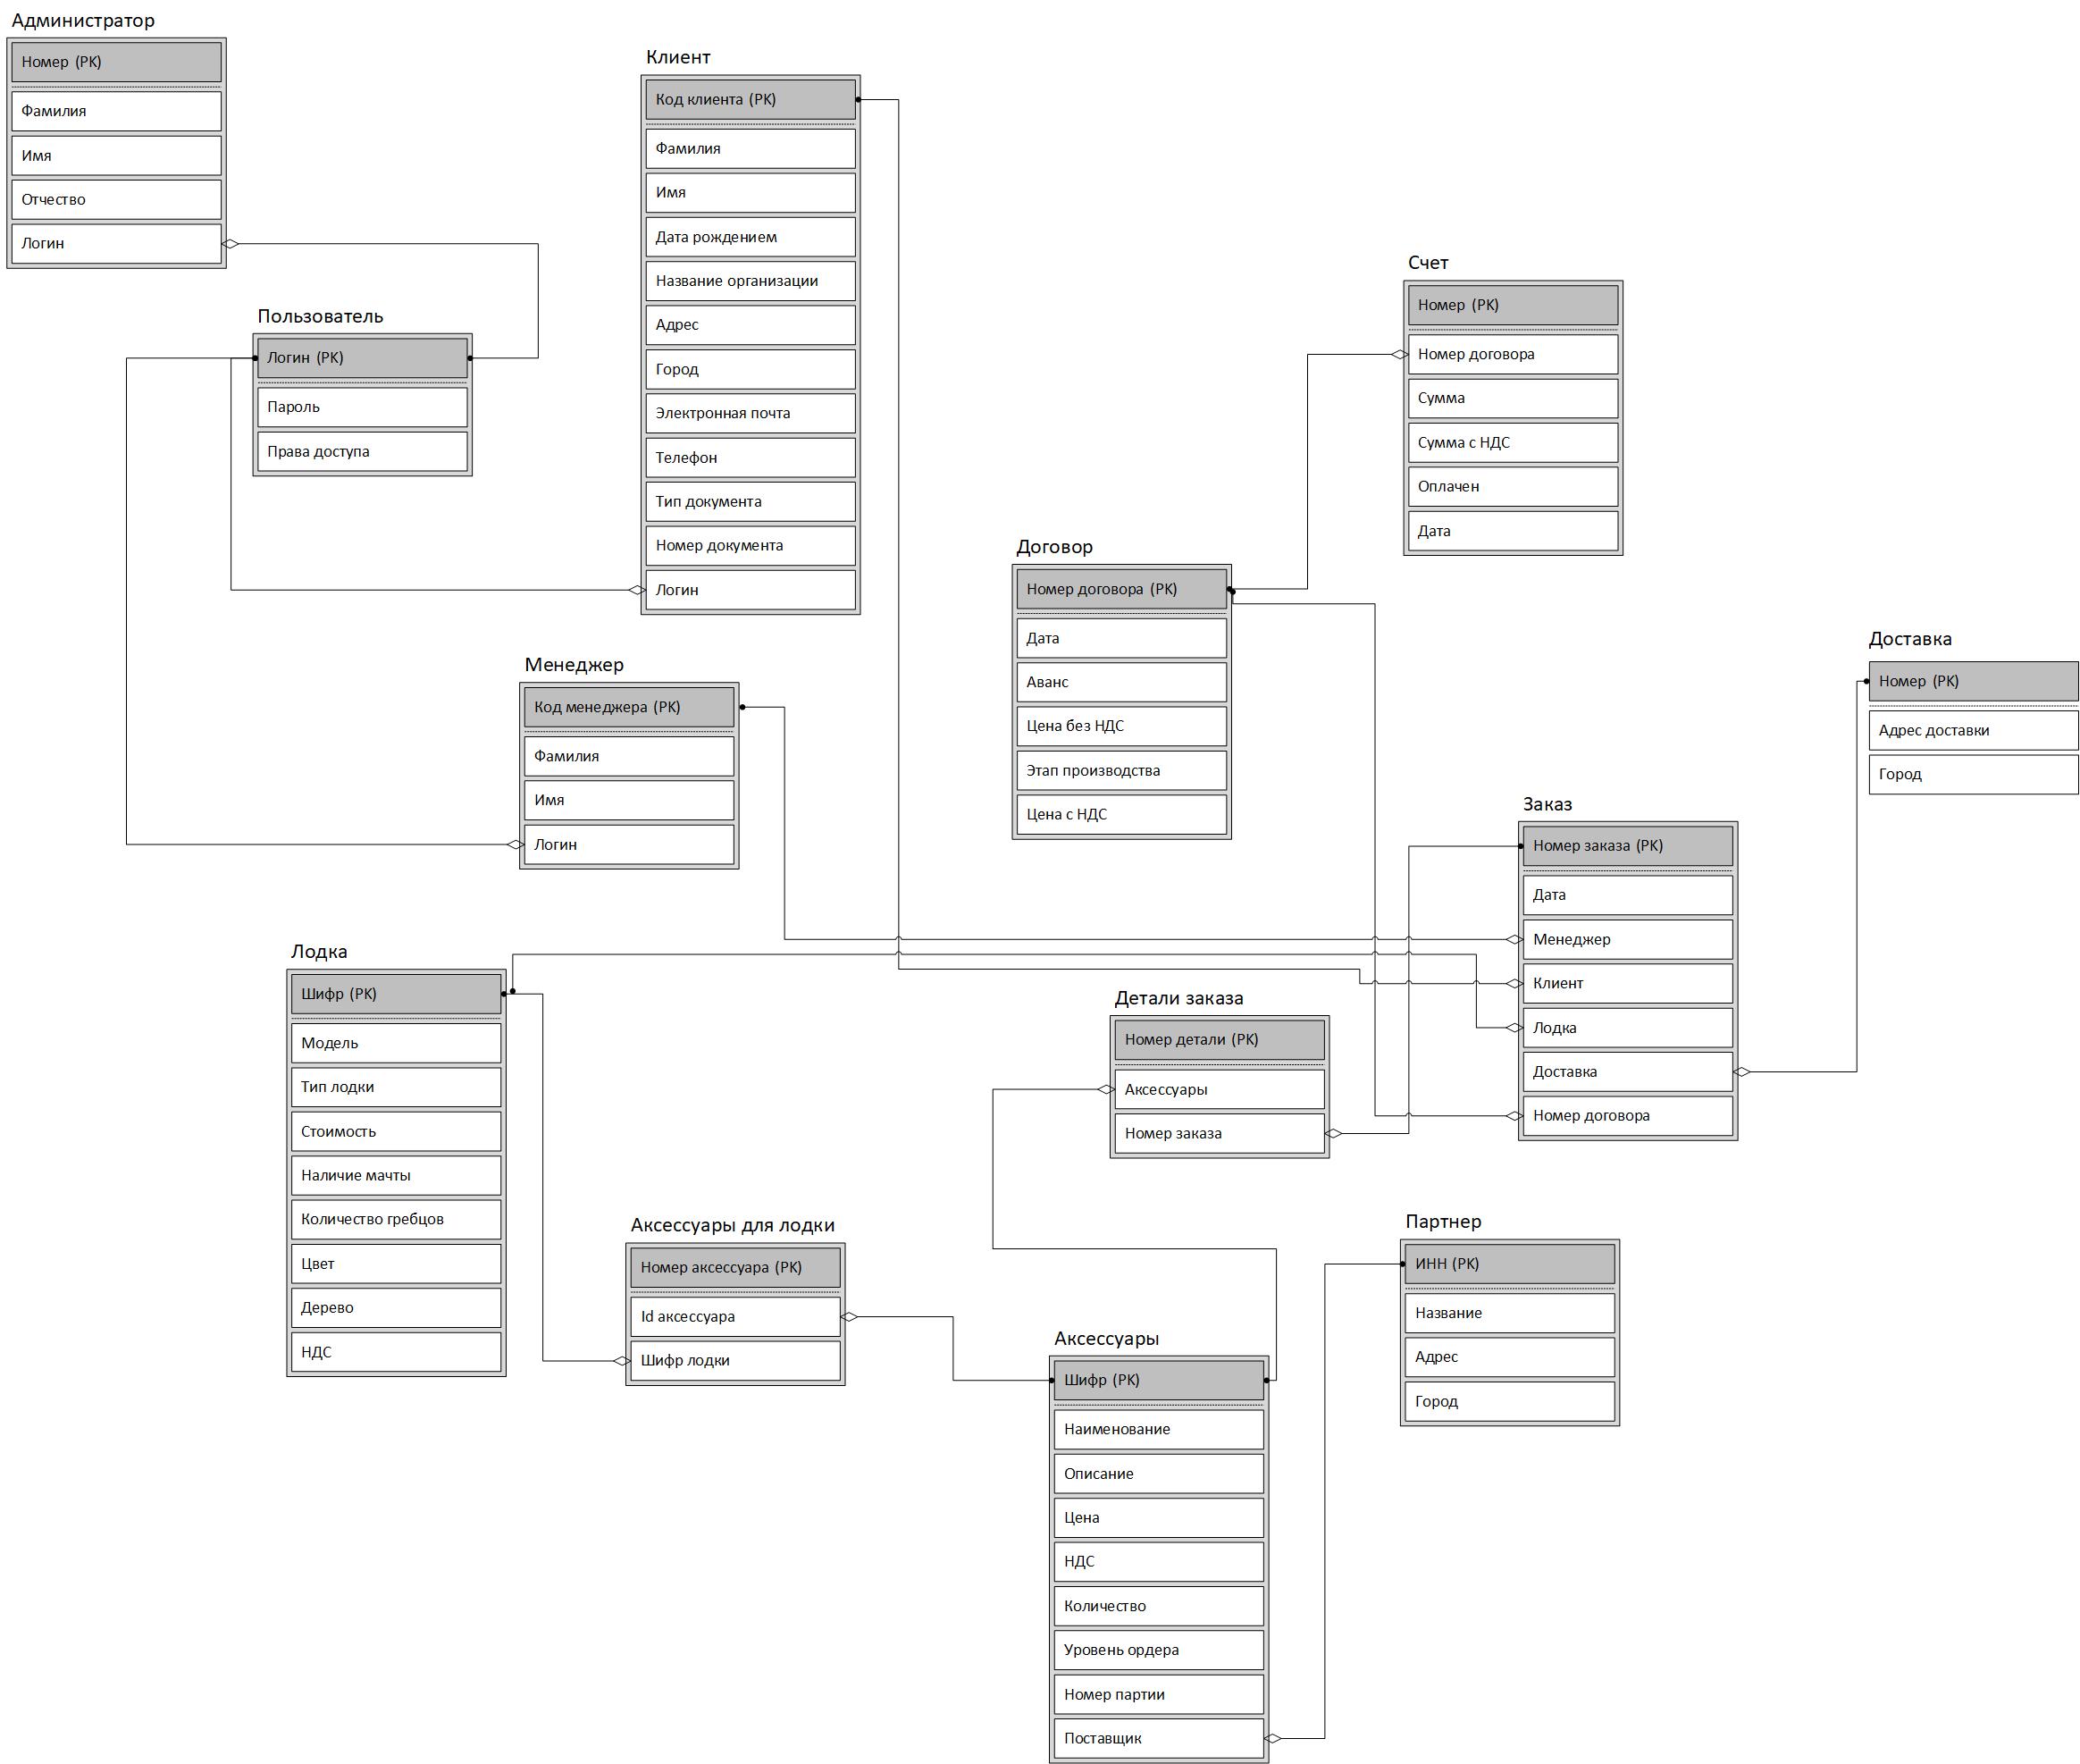 Администратор
Номер (PK)
Фамилия
Имя
Отчество
Логин
Пользователь
Логин (PK)
Пароль
Права доступа
Клиент
Код клиента (PK)
Фамилия
Имя
Дата рождением
Название организации
Адрес
Город
Электронная почта
Телефон
Тип документа
Номер документа
Логин
Менеджер
Код менеджера (PK)
Фамилия
Имя
Логин
Счет
Номер (PK)
Номер договора
Сумма
Сумма с НДС
Оплачен
Дата
Договор
Номер договора (PK)
Дата
Аванс
Цена без НДС
Этап производства
Цена с НДС
Доставка
Номер (PK)
Адрес доставки
Город
Заказ
Номер заказа (PK)
Дата
Менеджер
Клиент
Лодка
Доставка
Номер договора
Лодка
Шифр (PK)
Модель
Тип лодки
Стоимость
Наличие мачты
Количество гребцов
Цвет
Дерево
НДС
Детали заказа
Номер детали (PK)
Аксессуары
Номер заказа
Аксессуары для лодки
Номер аксессуара (PK)
Id аксессуара
Шифр лодки
Партнер
ИНН (PK)
Название
Адрес
Город
Аксессуары
Шифр (PK)
Наименование
Описание
Цена
НДС
Количество
Уровень ордера
Номер партии
Поставщик